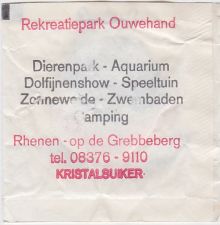 Rekreatiepark Ouwehand
Dierenpark - Aquarium
Dolfijnenshow - Speeltuin
Zonneweide - Zwembaden
Camping
Rhenen - op de Grebbeberg
tel. 08376 - 9110
KRISTALSUIKER